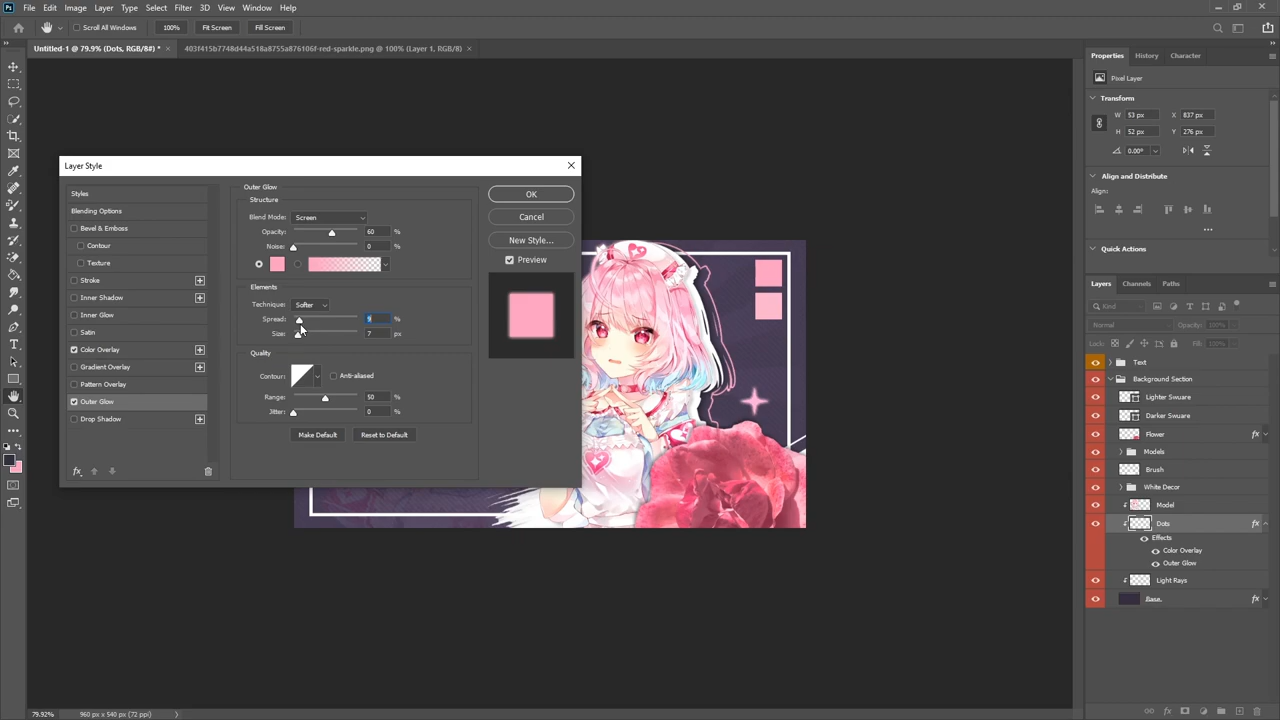 Ps File Edit Image Layer Type Select Filter 3D View Window Help
Scroll All Windows 100% Fit Screen Fill Screen
Untitled-1 @ 79.9% (Dots, RGB/8#) * × 403f415b7748d44a518a8755a876106f-red-sparkle.png @ 100% (Layer 1, RGB/8) ×
Layer Style
Styles
Blending Options
Bevel & Emboss
Contour
Texture
Stroke
Inner Shadow
Inner Glow
Satin
Color Overlay
Gradient Overlay
Pattern Overlay
Outer Glow
Drop Shadow
fx
Outer Glow
Structure
Blend Mode: Screen
Opacity: 60 %
Noise: 0 %
Elements
Technique: Softer
Spread: 9 %
Size: 7 px
Quality
Contour: Anti-aliased
Range: 50 %
Jitter: 0 %
Make Default Reset to Default
OK
Cancel
New Style...
Preview
Properties History Character
Pixel Layer
Transform
W 53 px X 837 px
H 52 px Y 276 px
0.00°
Align and Distribute
Align:
Quick Actions
Layers Channels Paths
Kind
Normal Opacity: 100%
Lock: Fill: 100%
Text
Background Section
Lighter Swuare
Darker Swuare
Flower fx
Models
Brush
White Decor
Model
Dots fx
Effects
Color Overlay
Outer Glow
Light Rays
Base. fx
79.92% 960 px x 540 px (72 ppi)
fx